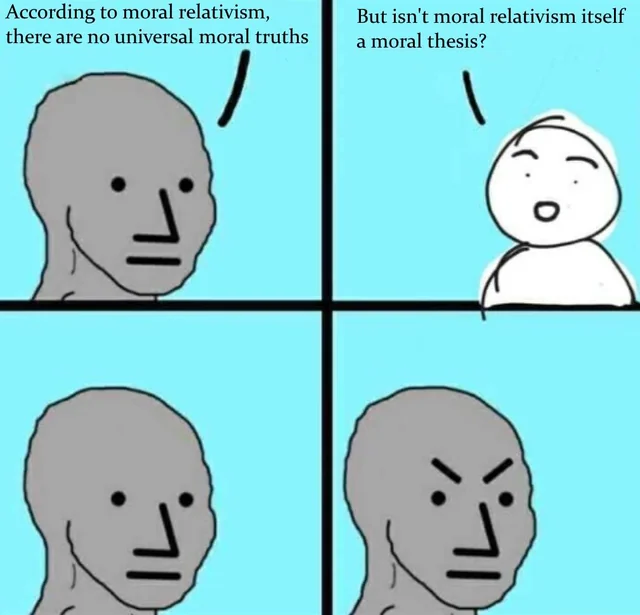 According to moral relativism,
there are no universal moral truths
But isn't moral relativism itself
a moral thesis?